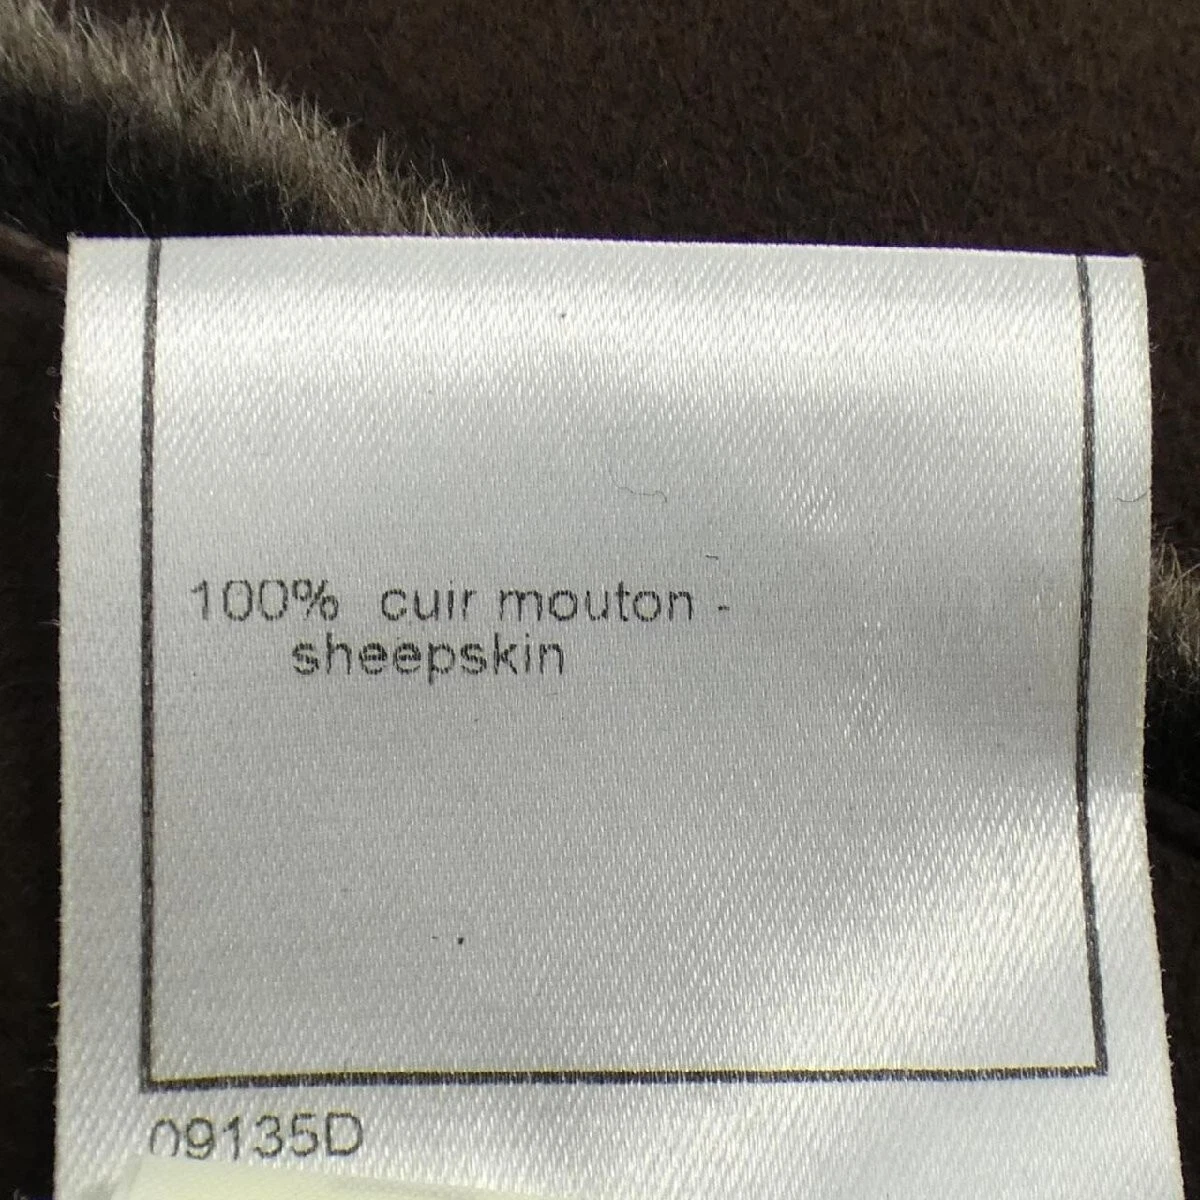 100% cuir mouton -
sheepskin
09135D